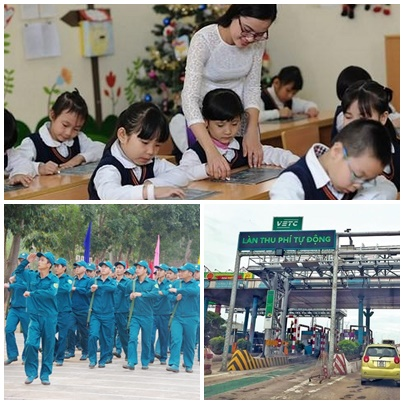 VETC
LÀN THU PHÍ TỰ ĐỘNG